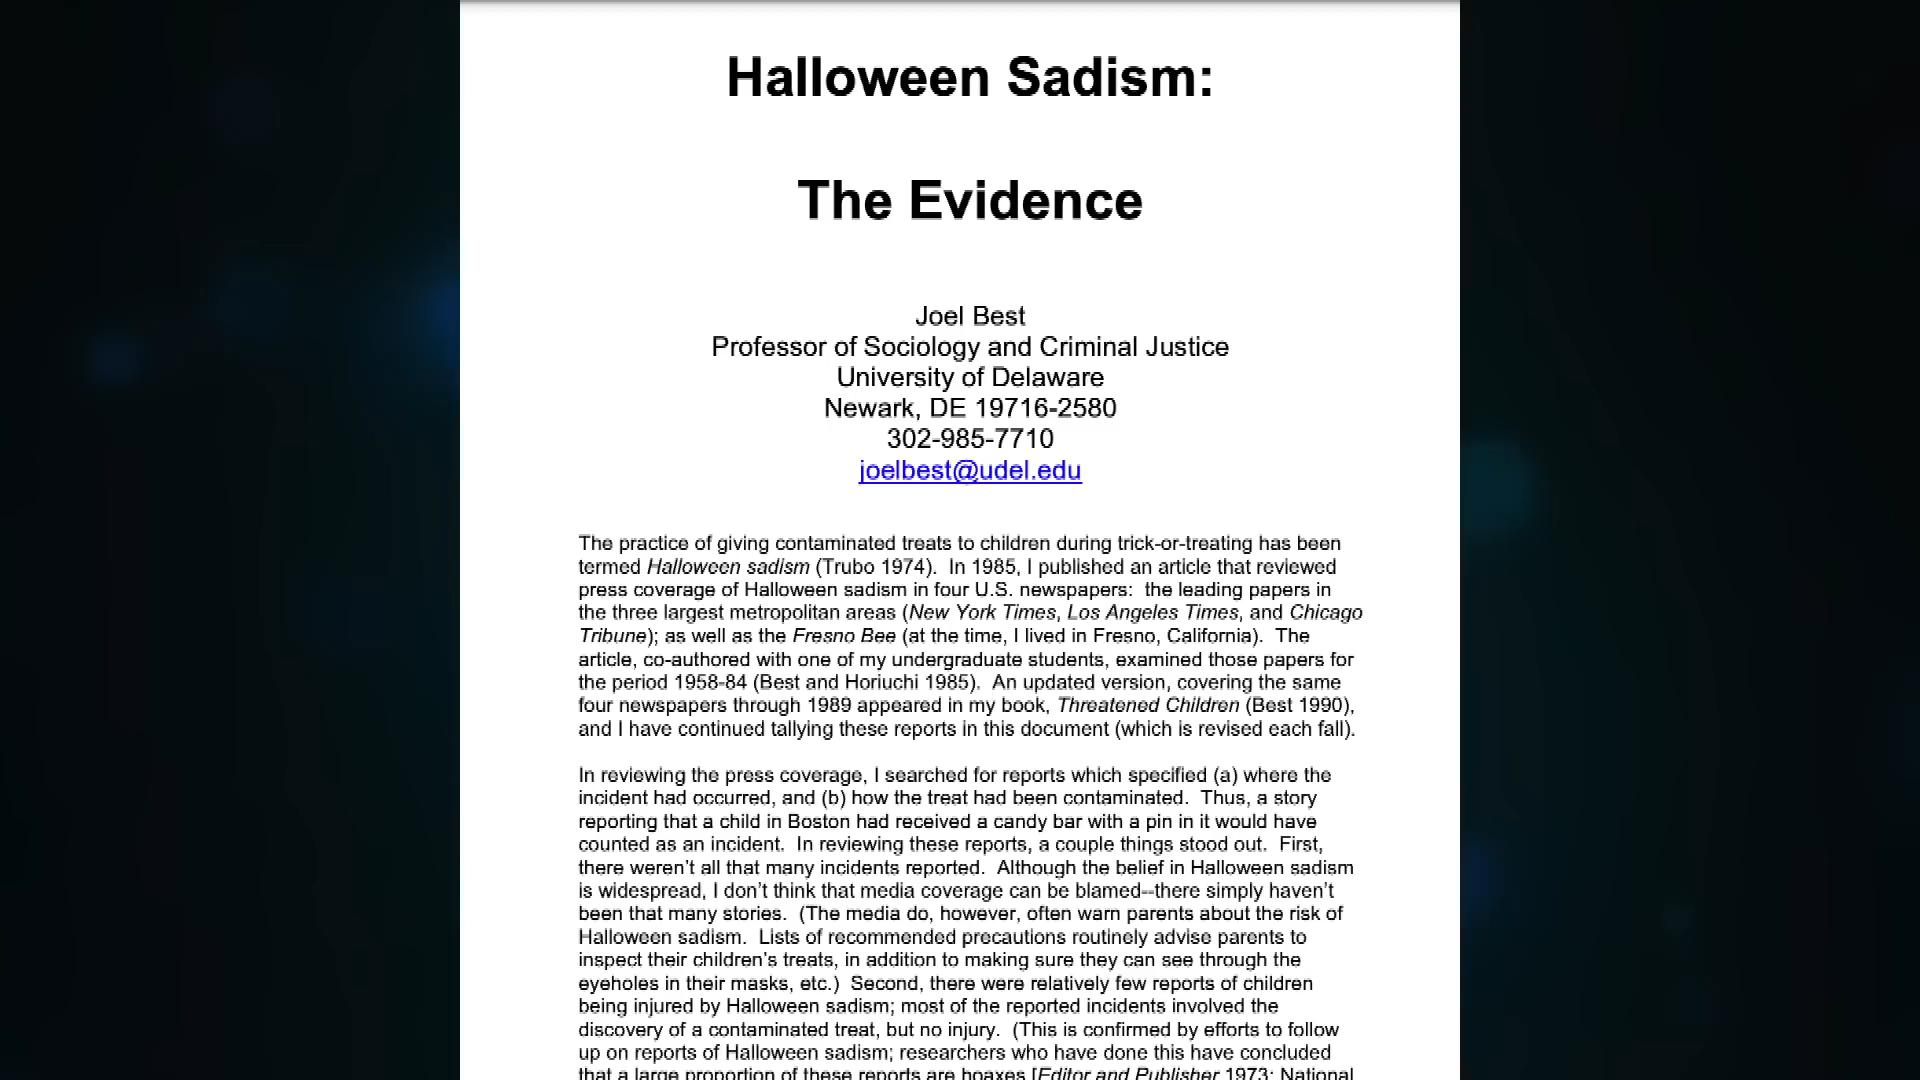 Halloween Sadism:
The Evidence
Joel Best
Professor of Sociology and Criminal Justice
University of Delaware
Newark, DE 19716-2580
302-985-7710
joelbest@udel.edu
The practice of giving contaminated treats to children during trick-or-treating has been
termed Halloween sadism (Trubo 1974).  In 1985, I published an article that reviewed
press coverage of Halloween sadism in four U.S. newspapers:  the leading papers in
the three largest metropolitan areas (New York Times, Los Angeles Times, and Chicago
Tribune); as well as the Fresno Bee (at the time, I lived in Fresno, California).  The
article, co-authored with one of my undergraduate students, examined those papers for
the period 1958-84 (Best and Horiuchi 1985).  An updated version, covering the same
four newspapers through 1989 appeared in my book, Threatened Children (Best 1990),
and I have continued tallying these reports in this document (which is revised each fall).
In reviewing the press coverage, I searched for reports which specified (a) where the
incident had occurred, and (b) how the treat had been contaminated.  Thus, a story
reporting that a child in Boston had received a candy bar with a pin in it would have
counted as an incident.  In reviewing these reports, a couple things stood out.  First,
there weren't all that many incidents reported.  Although the belief in Halloween sadism
is widespread, I don't think that media coverage can be blamed--there simply haven't
been that many stories.  (The media do, however, often warn parents about the risk of
Halloween sadism.  Lists of recommended precautions routinely advise parents to
inspect their children's treats, in addition to making sure they can see through the
eyeholes in their masks, etc.)  Second, there were relatively few reports of children
being injured by Halloween sadism; most of the reported incidents involved the
discovery of a contaminated treat, but no injury.  (This is confirmed by efforts to follow
up on reports of Halloween sadism; researchers who have done this have concluded
that a large proportion of these reports are hoaxes [Editor and Publisher 1973; National